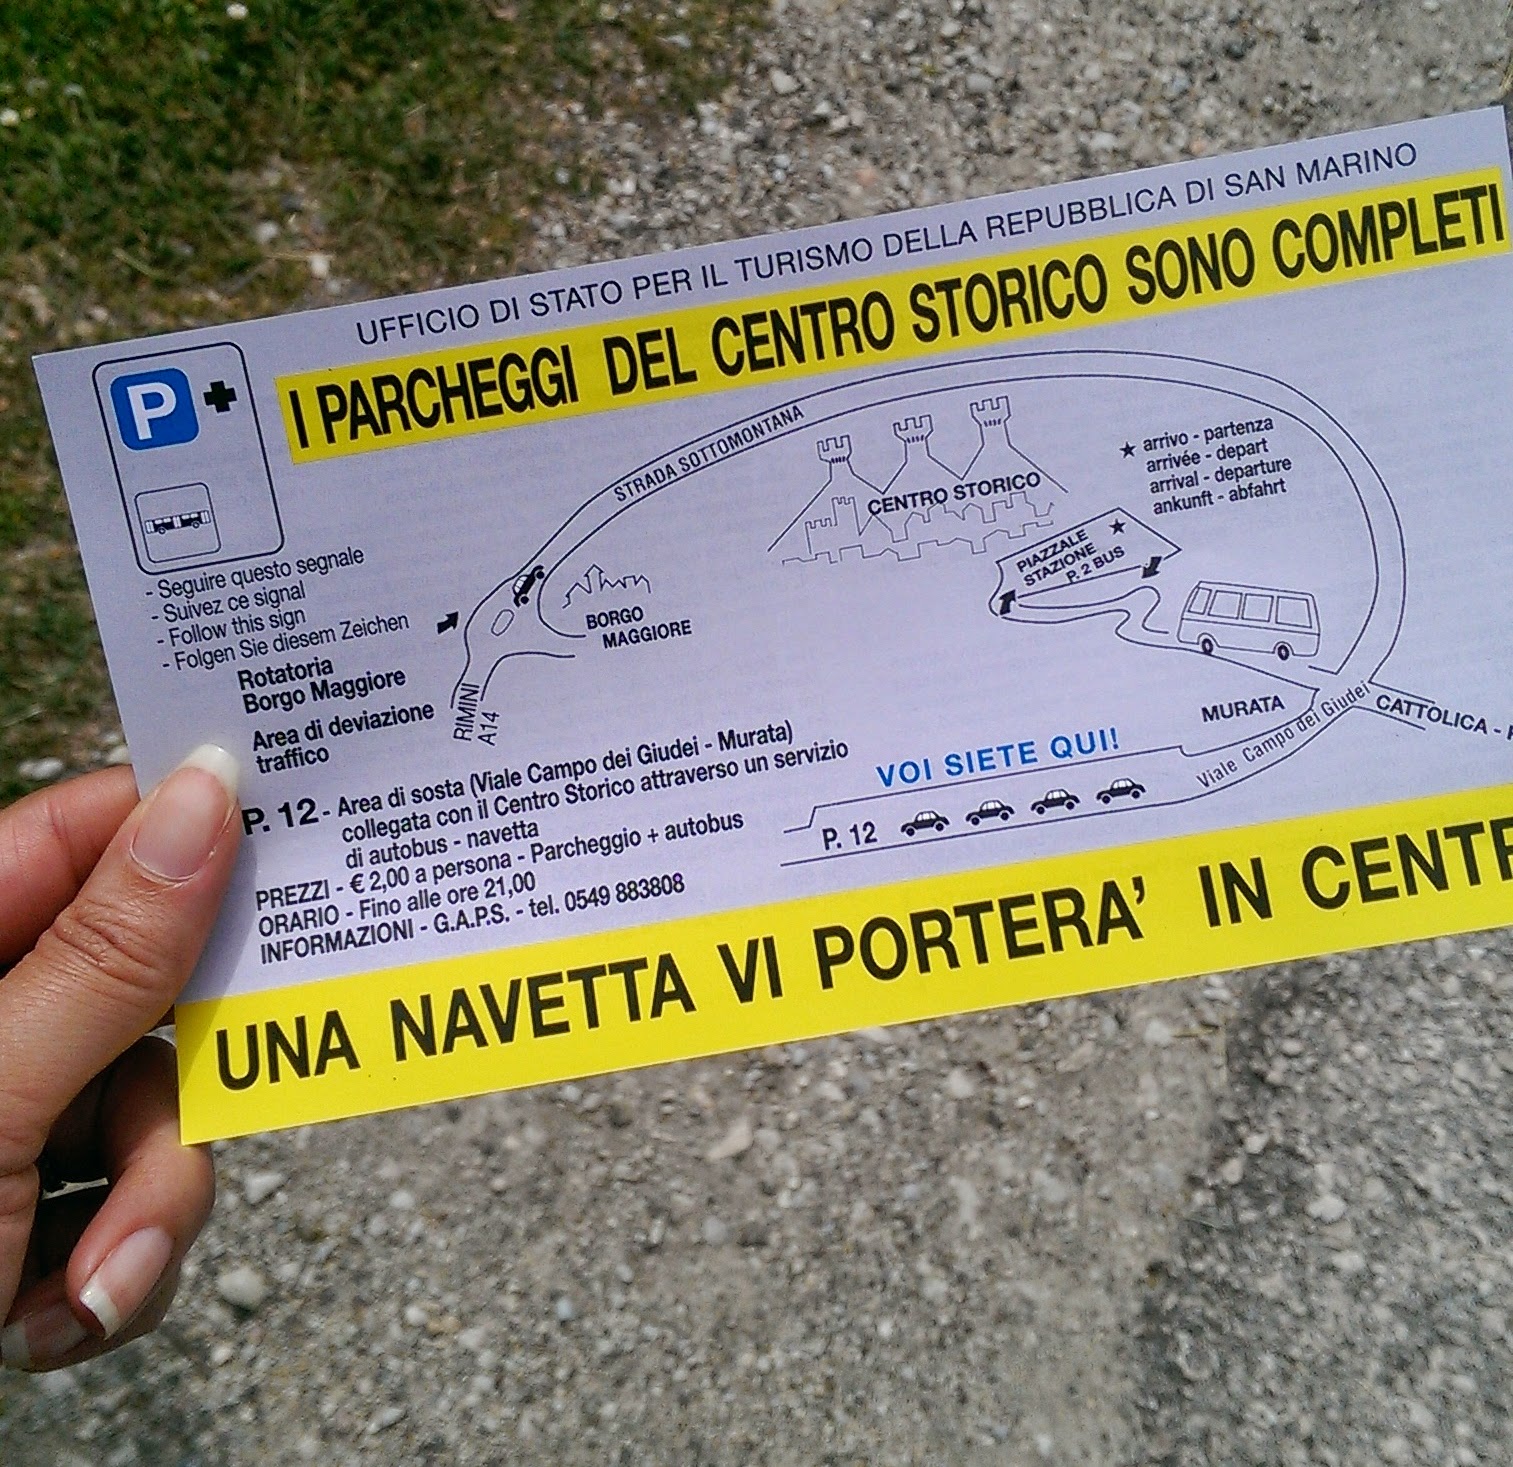 UFFICIO DI STATO PER IL TURISMO DELLA REPUBBLICA DI SAN MARINO
I PARCHEGGI DEL CENTRO STORICO SONO COMPLETI
P +
- Seguire questo segnale
- Suivez ce signal
- Follow this sign
- Folgen Sie diesem Zeichen
Rotatoria
Borgo Maggiore
Area di deviazione
traffico
RIMINI
A14
STRADA SOTTOMONTANA
BORGO
MAGGIORE
CENTRO STORICO
★ arrivo - partenza
arrivée - depart
arrival - departure
ankunft - abfahrt
PIAZZALE
STAZIONE
P. 2 BUS
MURATA
CATTOLICA -
Viale Campo dei Giudei
VOI SIETE QUI!
P. 12
P. 12 - Area di sosta (Viale Campo dei Giudei - Murata)
collegata con il Centro Storico attraverso un servizio
di autobus - navetta
PREZZI - € 2,00 a persona - Parcheggio + autobus
ORARIO - Fino alle ore 21,00
INFORMAZIONI - G.A.P.S. - tel. 0549 883808
UNA NAVETTA VI PORTERA' IN CENTR